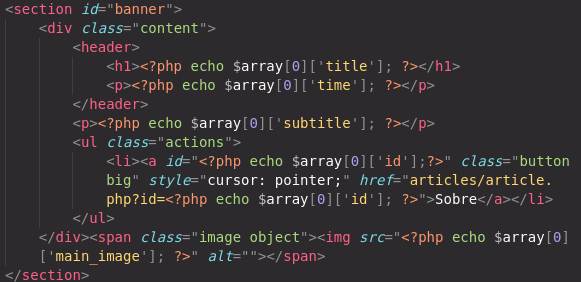 <section id="banner">
<div class="content">
<header>
<h1><?php echo $array[0]['title']; ?></h1>
<p><?php echo $array[0]['time']; ?></p>
</header>
<p><?php echo $array[0]['subtitle']; ?></p>
<ul class="actions">
<li><a id="<?php echo $array[0]['id'];?>" class="button
big" style="cursor: pointer;" href="articles/article.
php?id=<?php echo $array[0]['id']; ?>">Sobre</a></li>
</ul>
</div><span class="image object"><img src="<?php echo $array[0]
['main_image']; ?>" alt=""></span>
</section>